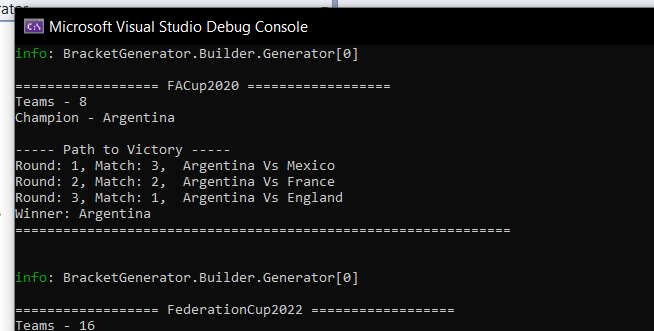 Microsoft Visual Studio Debug Console
info: BracketGenerator.Builder.Generator[0]
================== FACup2020 ==================
Teams - 8
Champion - Argentina
----- Path to Victory -----
Round: 1, Match: 3,  Argentina Vs Mexico
Round: 2, Match: 2,  Argentina Vs France
Round: 3, Match: 1,  Argentina Vs England
Winner: Argentina
==============================================================
info: BracketGenerator.Builder.Generator[0]
================== FederationCup2022 ==================
Teams - 16